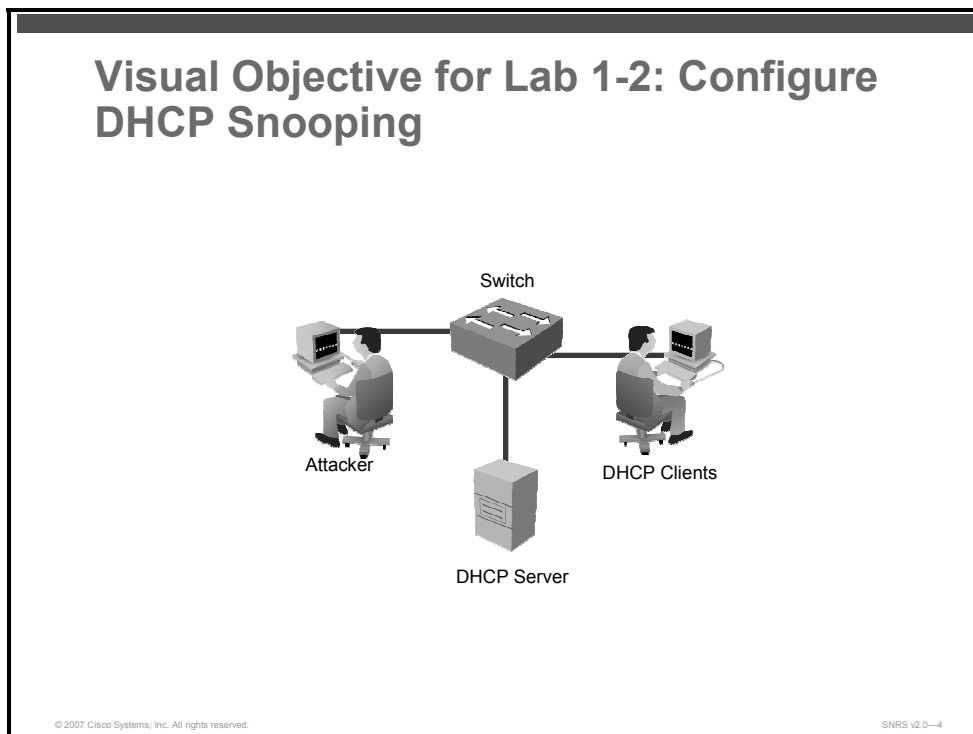 Visual Objective for Lab 1-2: Configure
DHCP Snooping
Switch
Attacker
DHCP Clients
DHCP Server
© 2007 Cisco Systems, Inc. All rights reserved.
SNRS v2.0—4